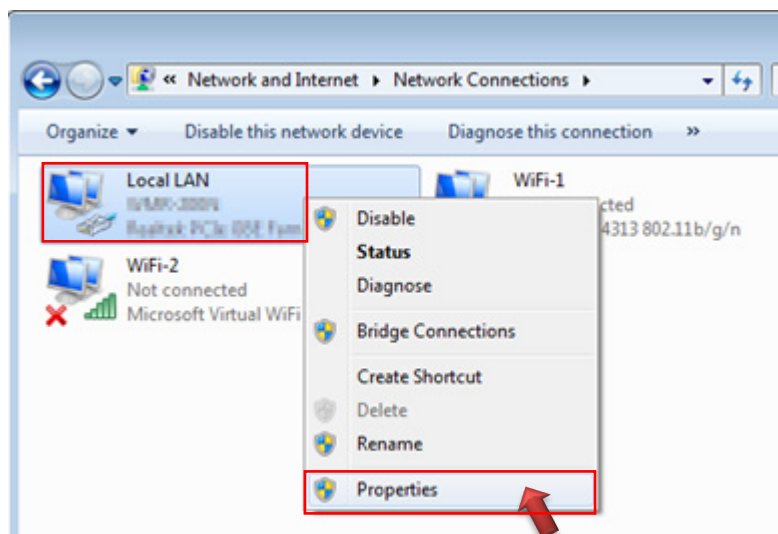 « Network and Internet ▸ Network Connections ▸
Organize Disable this network device Diagnose this connection »
Local LAN
WiFi-1
cted
4313 802.11b/g/n
WiFi-2
Not connected
Microsoft Virtual WiFi
Disable
Status
Diagnose
Bridge Connections
Create Shortcut
Delete
Rename
Properties